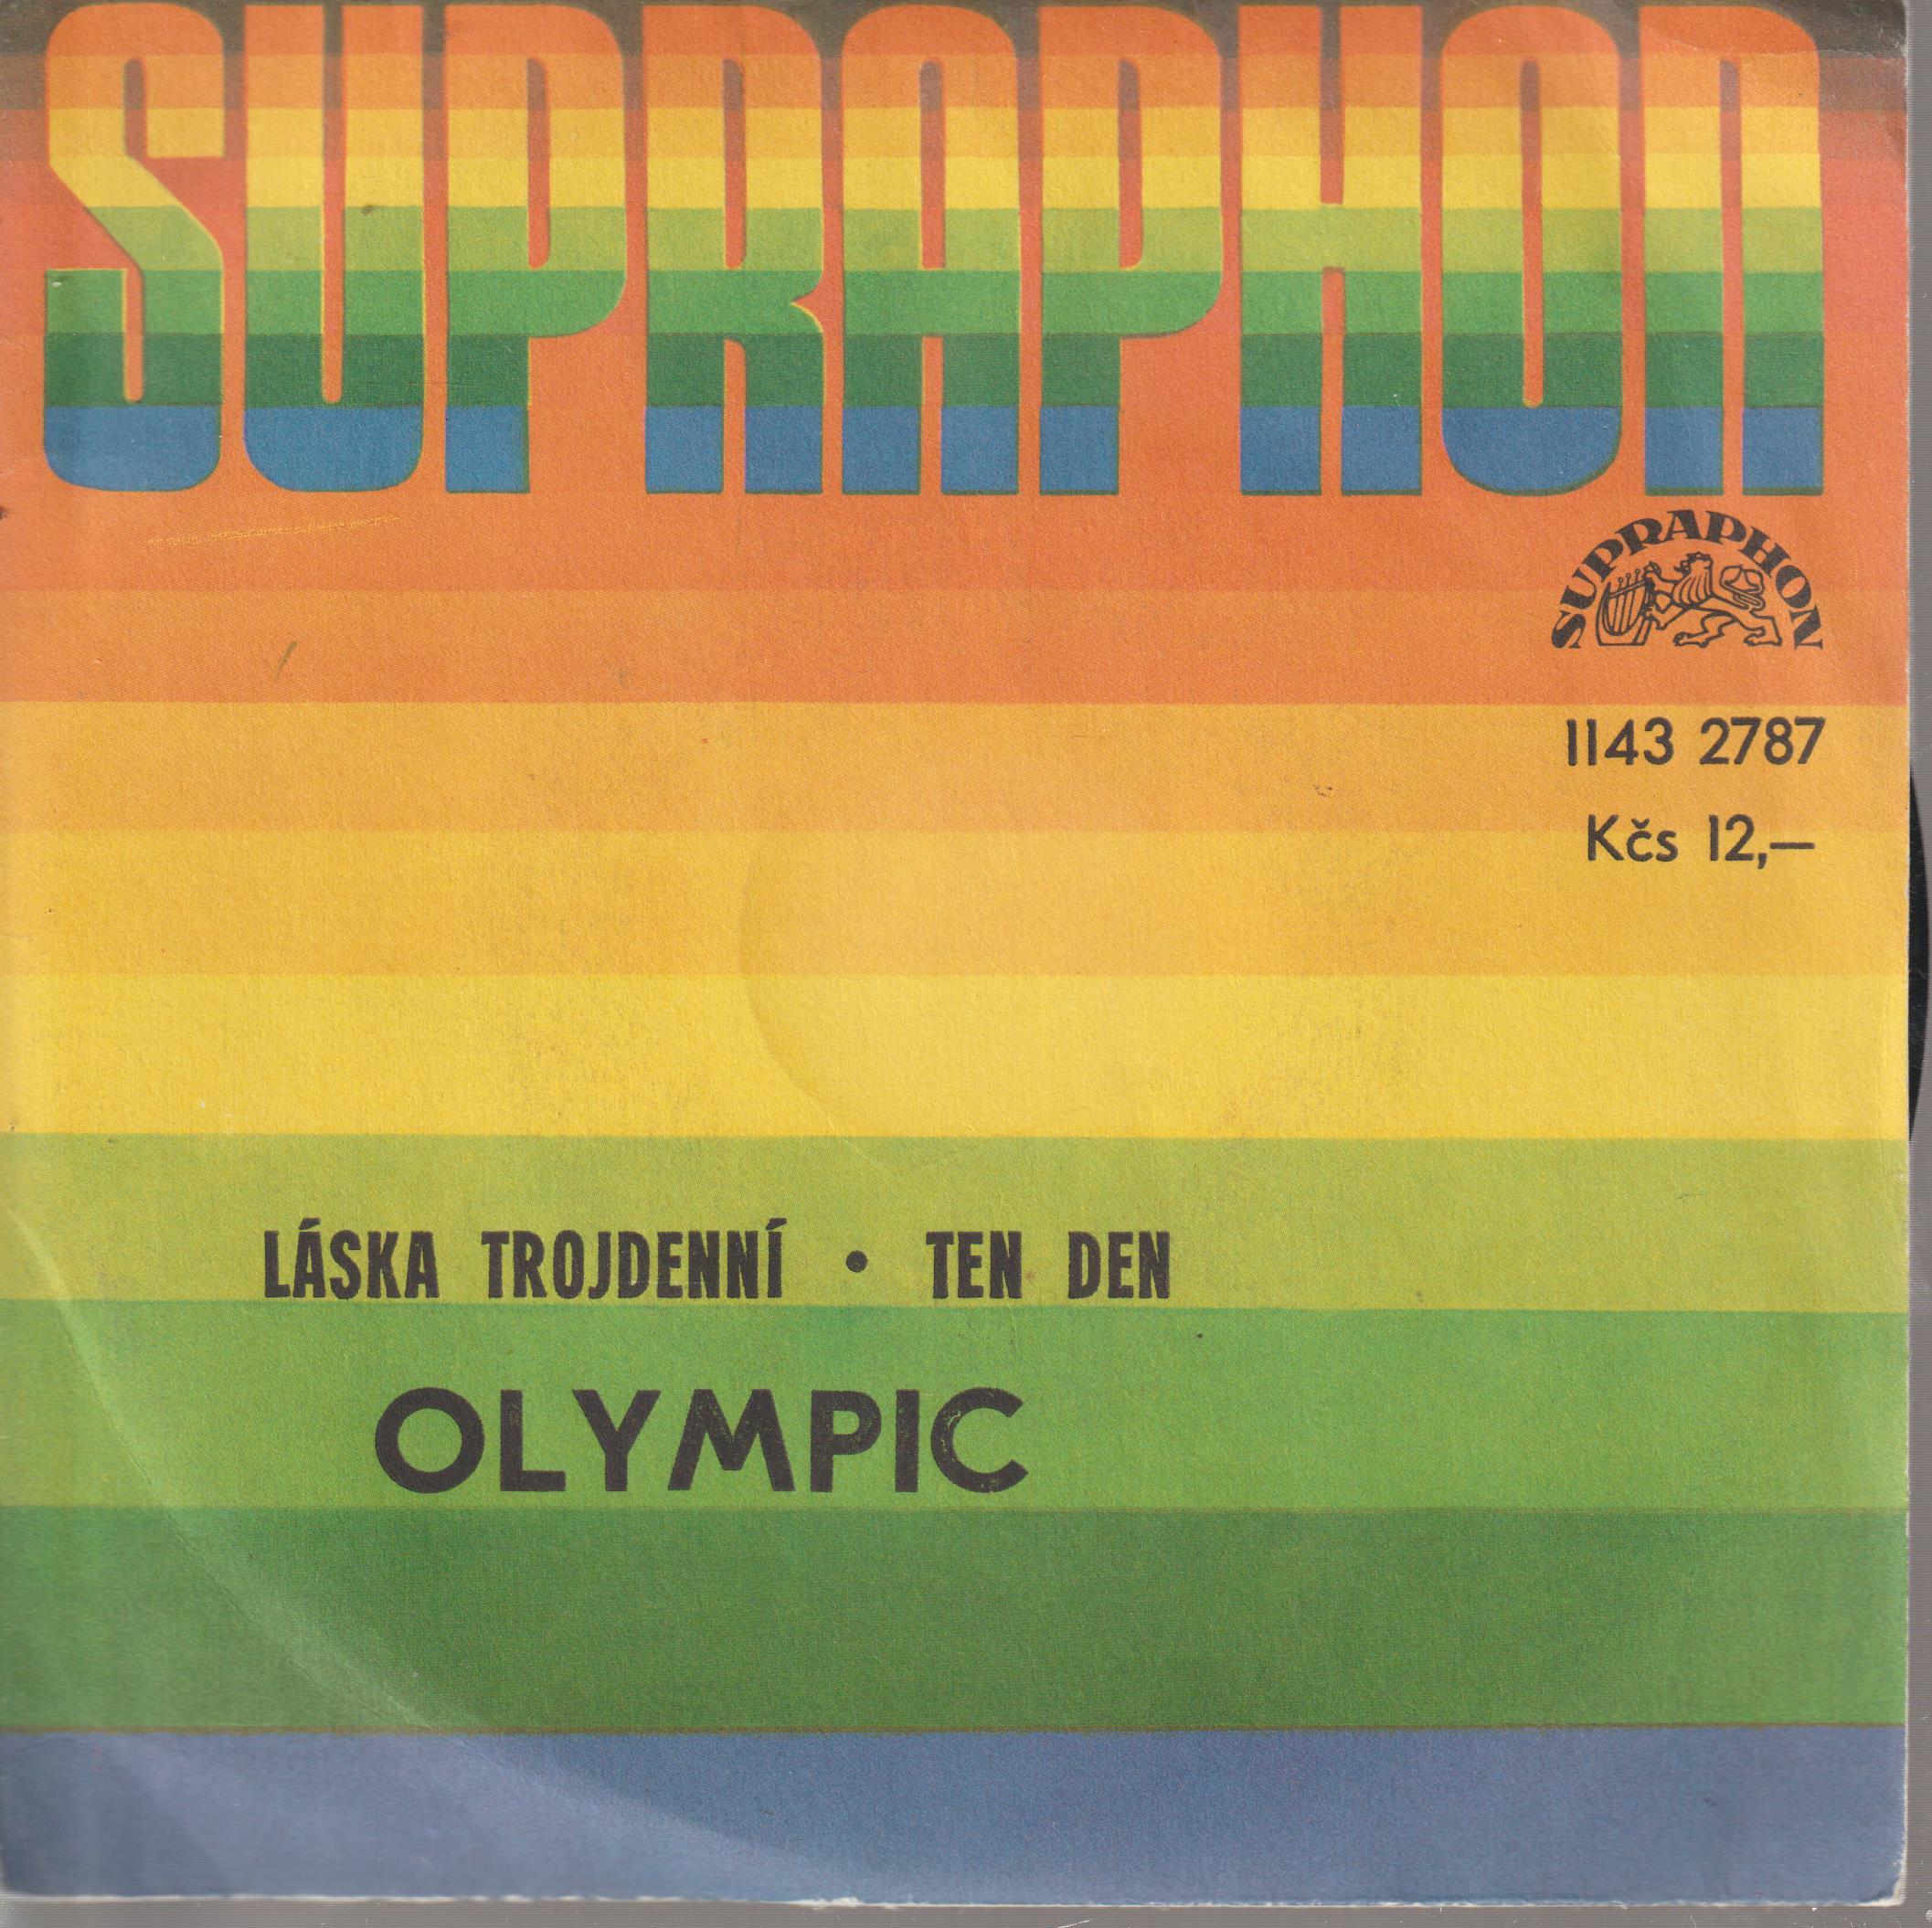 SUPRAPHON
SUPRAPHON
1143 2787
Kčs 12,—
LÁSKA TROJDENNÍ • TEN DEN
OLYMPIC